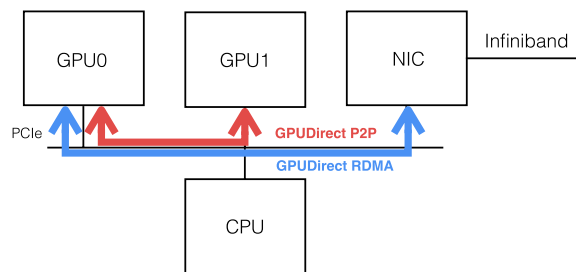 GPU0
GPU1
NIC
Infiniband
PCIe
GPUDirect P2P
GPUDirect RDMA
CPU